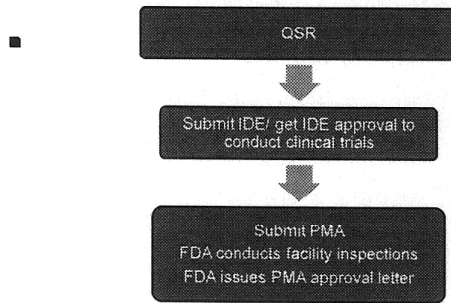 QSR
Submit IDE/ get IDE approval to
conduct clinical trials
Submit PMA
FDA conducts facility inspections
FDA issues PMA approval letter